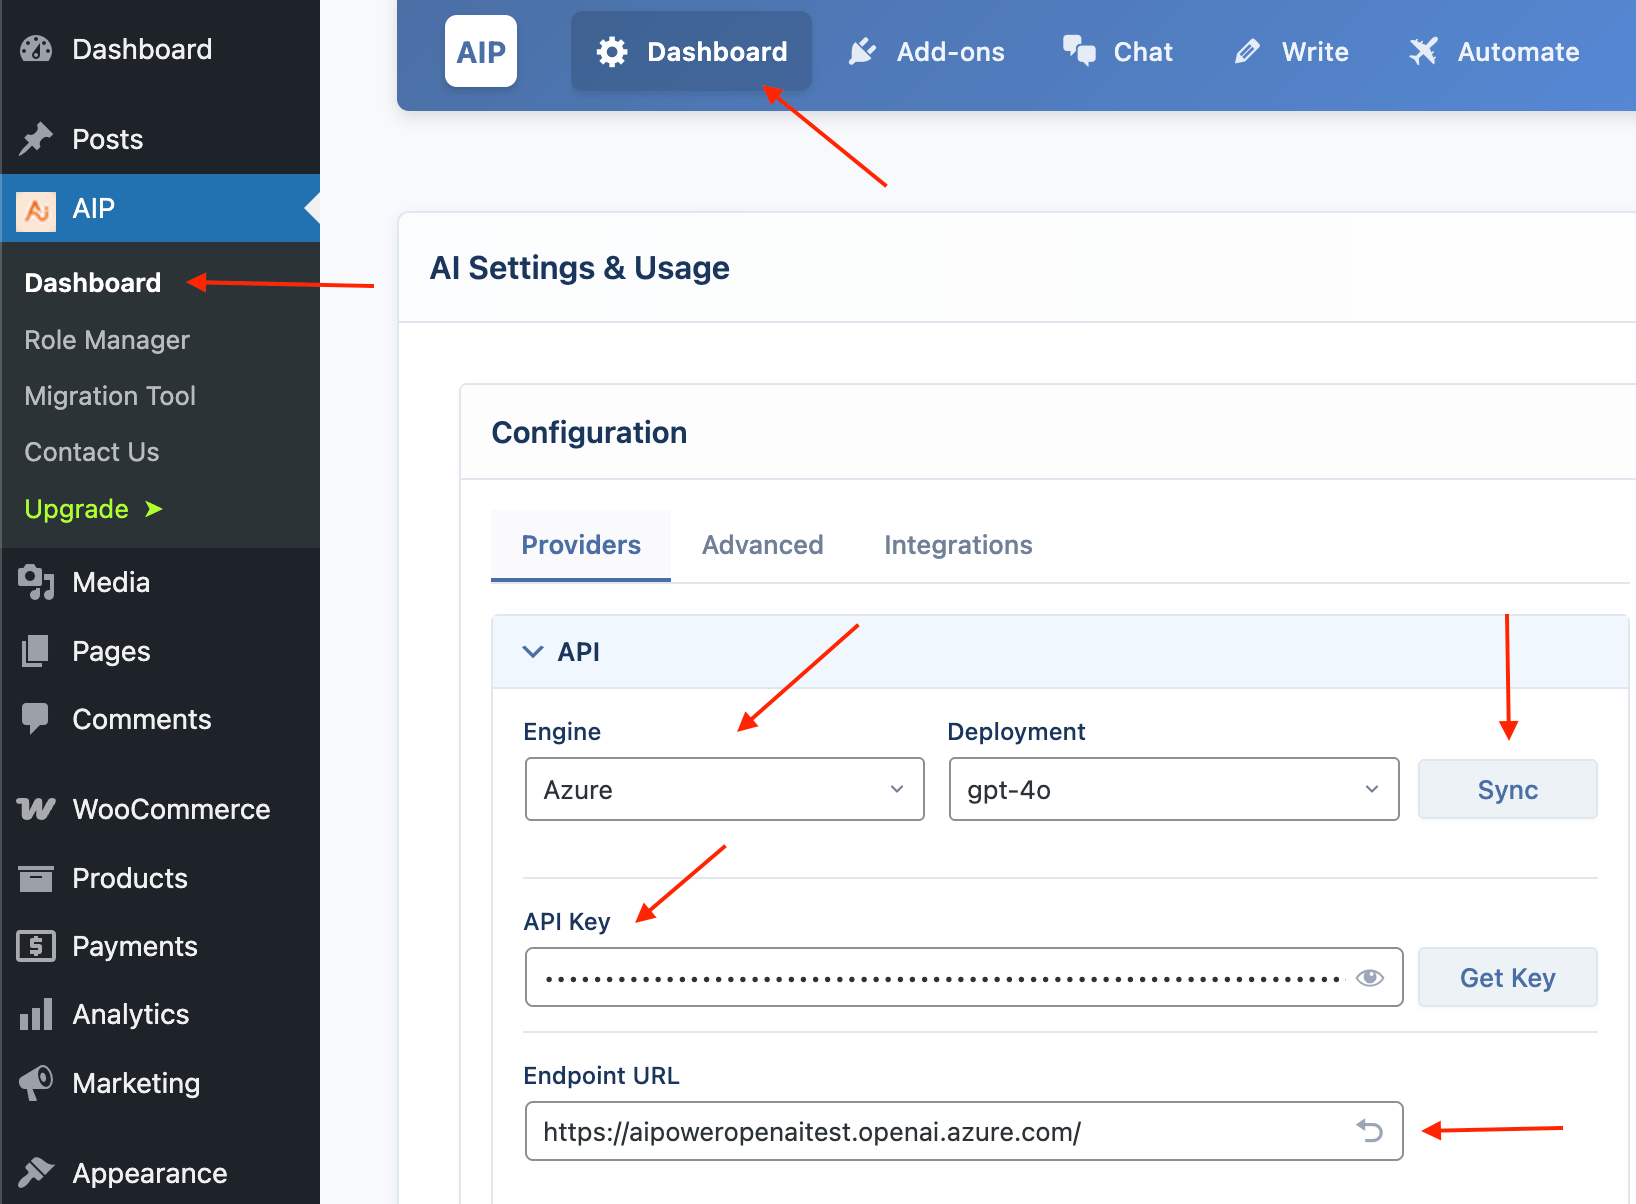 Dashboard
Posts
AIP
Dashboard
Role Manager
Migration Tool
Contact Us
Upgrade ➤
Media
Pages
Comments
WooCommerce
Products
Payments
Analytics
Marketing
Appearance
AIP
Dashboard
Add-ons
Chat
Write
Automate
AI Settings & Usage
Configuration
Providers
Advanced
Integrations
API
Engine
Deployment
Azure
gpt-4o
Sync
API Key
Get Key
Endpoint URL
https://aipoweropenaitest.openai.azure.com/